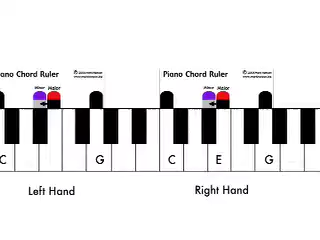 iano Chord Ruler
Piano Chord Ruler
Minor Major
Minor Major
C G C E G
Left Hand
Right Hand